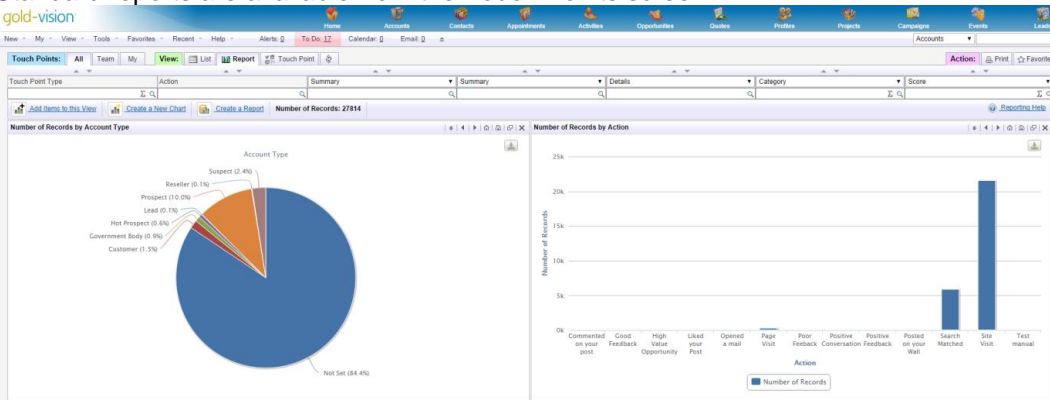 gold-vision
Home Accounts Contacts Appointments Activities Opportunities Quotes Profiles Projects Campaigns Events Leads
New My View Tools Favorites Recent Help Alerts: 0 To Do: 17 Calendar: 0 Email: 0 Accounts
Touch Points: All Team My View: List Report Touch Point Action: Print Favorite
Touch Point Type Action Summary Summary Details Category Score
Add Items to this View Create a New Chart Create a Report Number of Records: 27814 Reporting Help
Number of Records by Account Type
Account Type
Suspect (2.4%)
Reseller (0.1%)
Prospect (10.0%)
Lead (0.1%)
Hot Prospect (0.6%)
Government Body (0.9%)
Customer (1.5%)
Not Set (84.4%)
Number of Records by Action
25k
20k
15k
10k
5k
0k
Number of Records
Commented on your post
Good Feedback
High Value Opportunity
Liked your Post
Opened a mail
Page Visit
Poor Feeback
Positive Conversation
Positive Feedback
Posted on your Wall
Search Matched
Site Visit
Test manual
Action
Number of Records